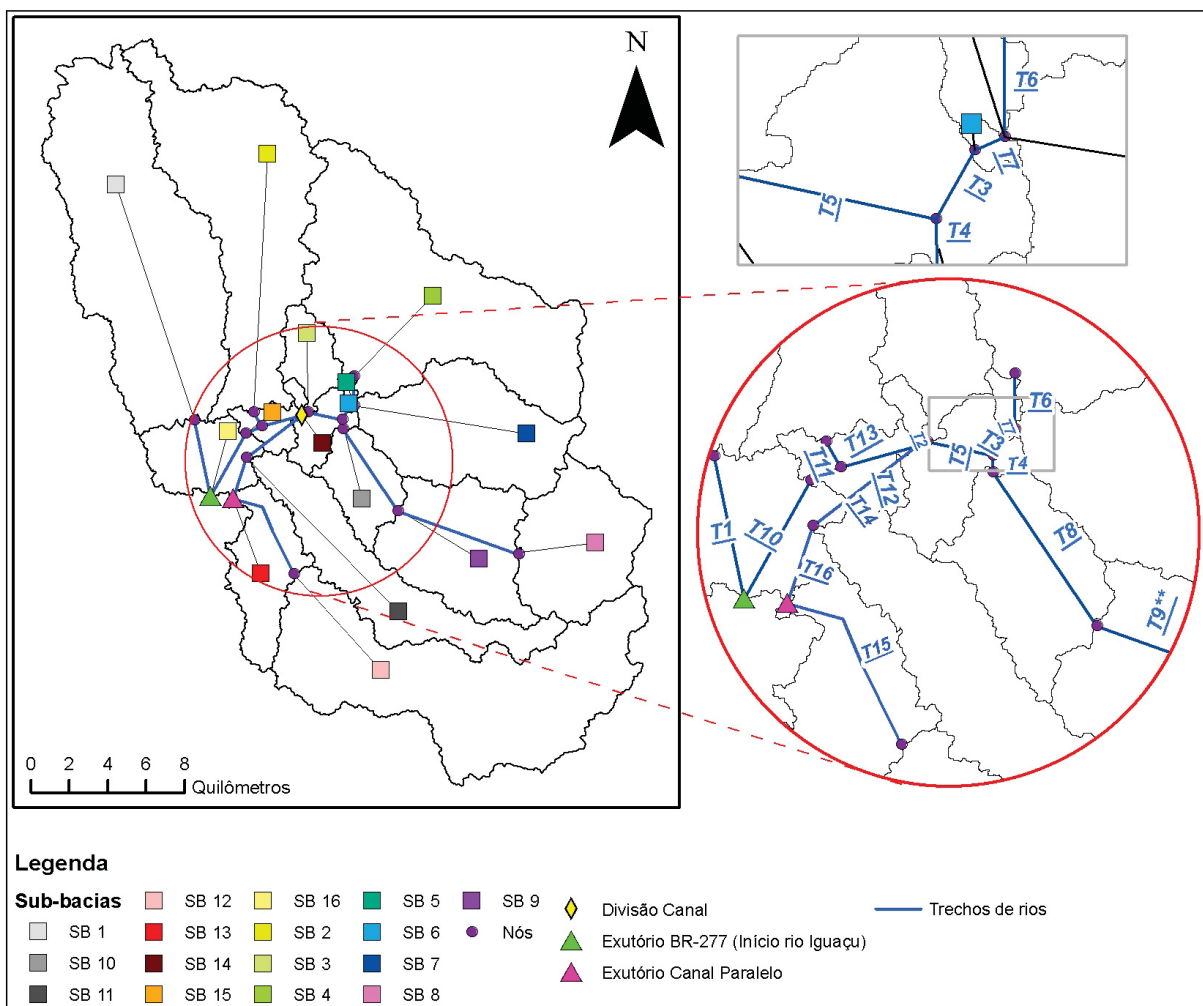 N
0 2 4 6 8
Quilômetros
T6
T7
T3
T5
T4
T6
T7
T13
T2
T3
T5
T4
T11
T12
T14
T1
T10
T8
T16
T9**
T15
Legenda
Sub-bacias
SB 1
SB 10
SB 11
SB 12
SB 13
SB 14
SB 15
SB 16
SB 2
SB 3
SB 4
SB 5
SB 6
SB 7
SB 8
SB 9
Nós
Divisão Canal
Exutório BR-277 (Início rio Iguaçu)
Exutório Canal Paralelo
Trechos de rios